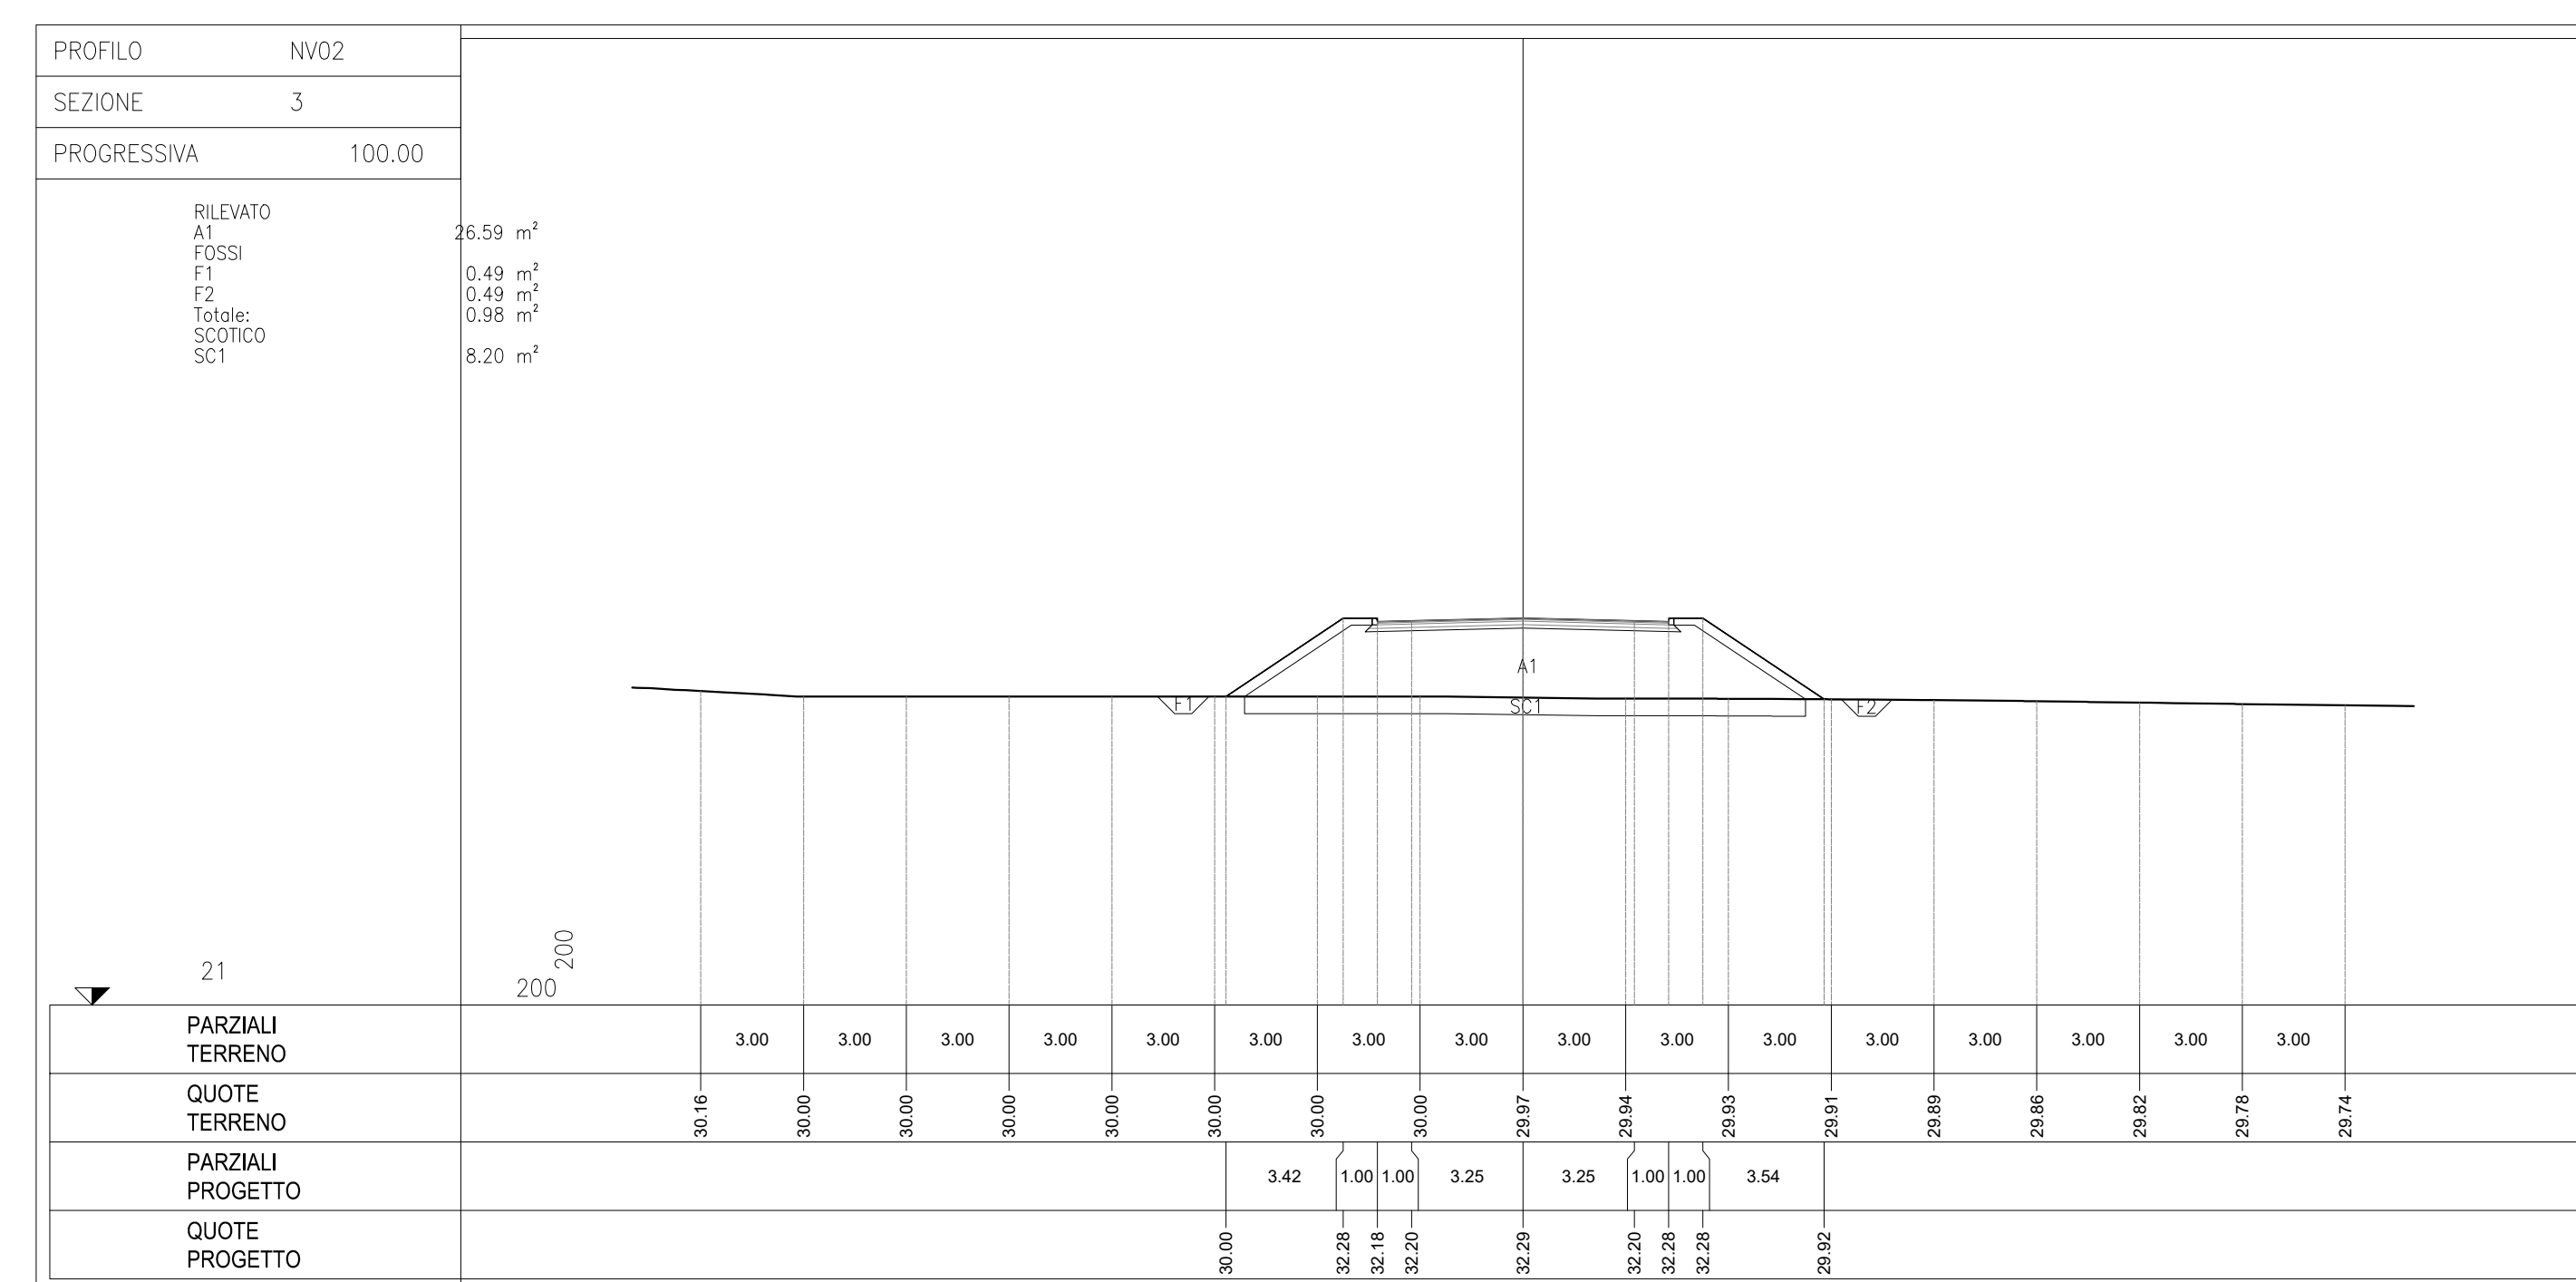 PROFILO NV02
SEZIONE 3
PROGRESSIVA 100.00
RILEVATO
A1 26.59 m²
FOSSI
F1 0.49 m²
F2 0.49 m²
Totale: 0.98 m²
SCOTICO
SC1 8.20 m²
A1
F1
SC1
F2
21
200
200
PARZIALI
TERRENO
3.00 3.00 3.00 3.00 3.00 3.00 3.00 3.00 3.00 3.00 3.00 3.00 3.00 3.00 3.00 3.00
QUOTE
TERRENO
30.16 30.00 30.00 30.00 30.00 30.00 30.00 30.00 29.97 29.94 29.93 29.91 29.89 29.86 29.82 29.78 29.74
PARZIALI
PROGETTO
3.42 1.00 1.00 3.25 3.25 1.00 1.00 3.54
QUOTE
PROGETTO
30.00 32.28 32.18 32.20 32.29 32.20 32.28 32.28 29.92